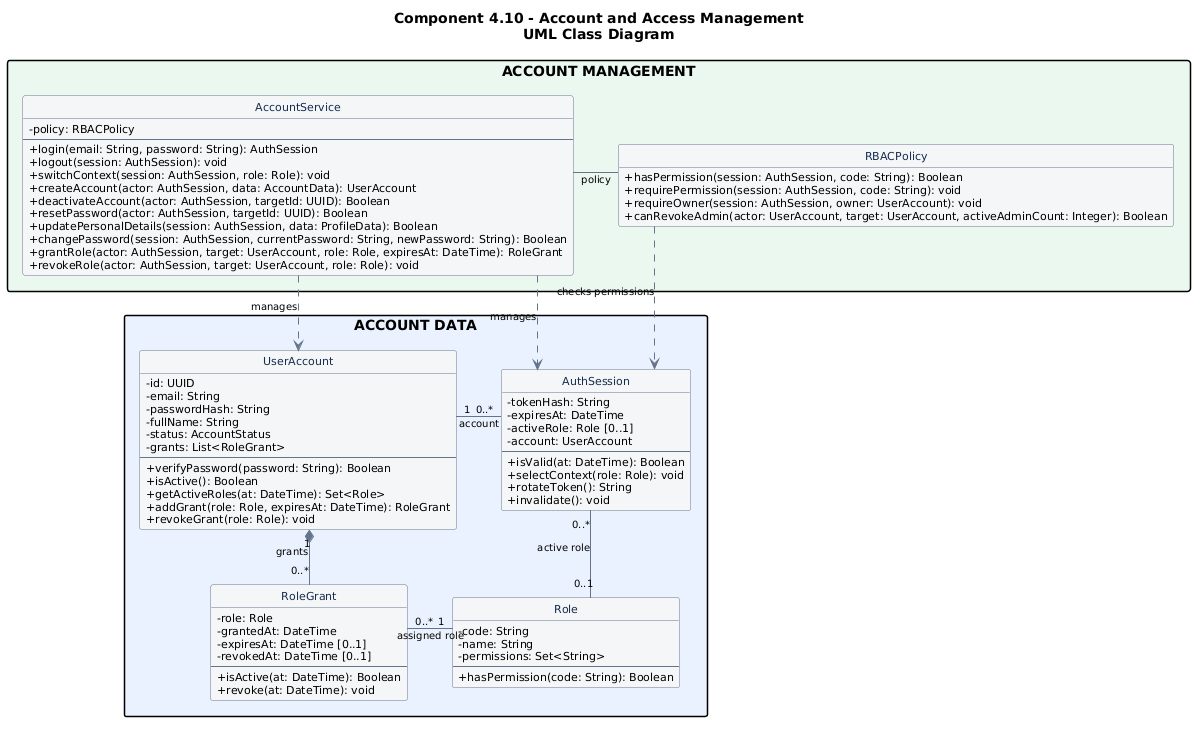 Component 4.10 - Account and Access Management
UML Class Diagram
ACCOUNT MANAGEMENT
AccountService
-policy: RBACPolicy
+login(email: String, password: String): AuthSession
+logout(session: AuthSession): void
+switchContext(session: AuthSession, role: Role): void
+createAccount(actor: AuthSession, data: AccountData): UserAccount
+deactivateAccount(actor: AuthSession, targetId: UUID): Boolean
+resetPassword(actor: AuthSession, targetId: UUID): Boolean
+updatePersonalDetails(session: AuthSession, data: ProfileData): Boolean
+changePassword(session: AuthSession, currentPassword: String, newPassword: String): Boolean
+grantRole(actor: AuthSession, target: UserAccount, role: Role, expiresAt: DateTime): RoleGrant
+revokeRole(actor: AuthSession, target: UserAccount, role: Role): void
policy
RBACPolicy
+hasPermission(session: AuthSession, code: String): Boolean
+requirePermission(session: AuthSession, code: String): void
+requireOwner(session: AuthSession, owner: UserAccount): void
+canRevokeAdmin(actor: UserAccount, target: UserAccount, activeAdminCount: Integer): Boolean
manages
manages
checks permissions
ACCOUNT DATA
UserAccount
-id: UUID
-email: String
-passwordHash: String
-fullName: String
-status: AccountStatus
-grants: List<RoleGrant>
+verifyPassword(password: String): Boolean
+isActive(): Boolean
+getActiveRoles(at: DateTime): Set<Role>
+addGrant(role: Role, expiresAt: DateTime): RoleGrant
+revokeGrant(role: Role): void
1 0..*
account
AuthSession
-tokenHash: String
-expiresAt: DateTime
-activeRole: Role [0..1]
-account: UserAccount
+isValid(at: DateTime): Boolean
+selectContext(role: Role): void
+rotateToken(): String
+invalidate(): void
1
grants
0..*
0..*
active role
0..1
RoleGrant
-role: Role
-grantedAt: DateTime
-expiresAt: DateTime [0..1]
-revokedAt: DateTime [0..1]
+isActive(at: DateTime): Boolean
+revoke(at: DateTime): void
0..* 1
assigned role
Role
-code: String
-name: String
-permissions: Set<String>
+hasPermission(code: String): Boolean